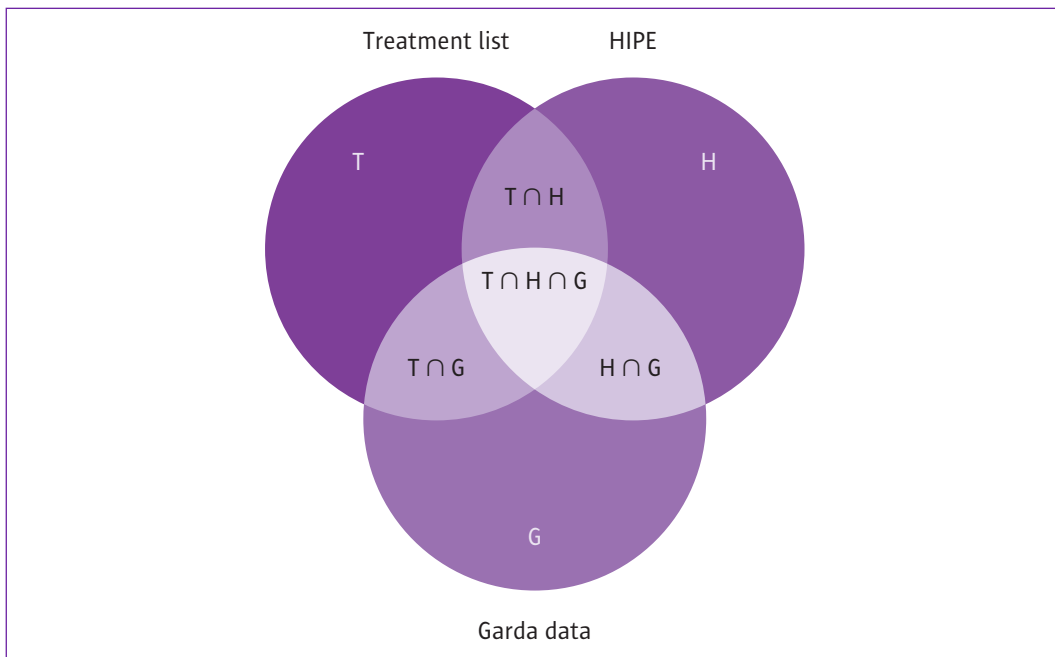 Treatment list HIPE
T H
T ∩ H
T ∩ H ∩ G
T ∩ G H ∩ G
G
Garda data